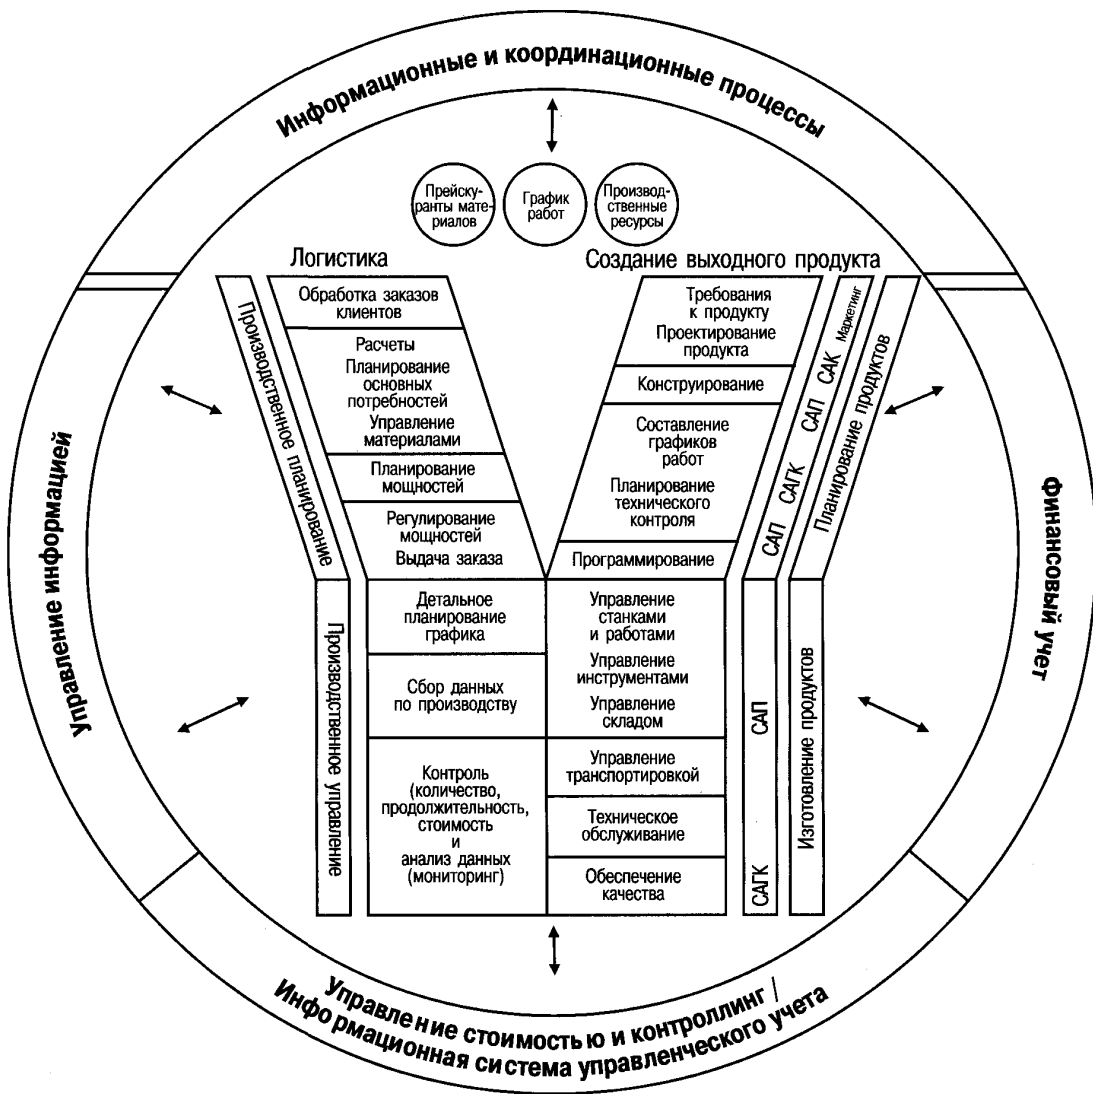 Информационные и координационные процессы
Прейску-
ранты мате-
риалов
График
работ
Производ-
ственные
ресурсы
Логистика
Создание выходного продукта
Производственное планирование
Обработка заказов
клиентов
Расчеты
Планирование
основных
потребностей
Управление
материалами
Планирование
мощностей
Регулирование
мощностей
Выдача заказа
Требования
к продукту
Проектирование
продукта
Конструирование
Составление
графиков
работ
Планирование
технического
контроля
Программирование
САП САГК САП САК Маркетинг
Планирование продуктов
Управление информацией
Финансовый учет
Производственное управление
Детальное
планирование
графика
Сбор данных
по производству
Контроль
(количество,
продолжительность,
стоимость
и
анализ данных
(мониторинг)
Управление
станками
и работами
Управление
инструментами
Управление
складом
Управление
транспортировкой
Техническое
обслуживание
Обеспечение
качества
САГК САП
Изготовление продуктов
Управление стоимостью и контроллинг /
Информационная система управленческого учета